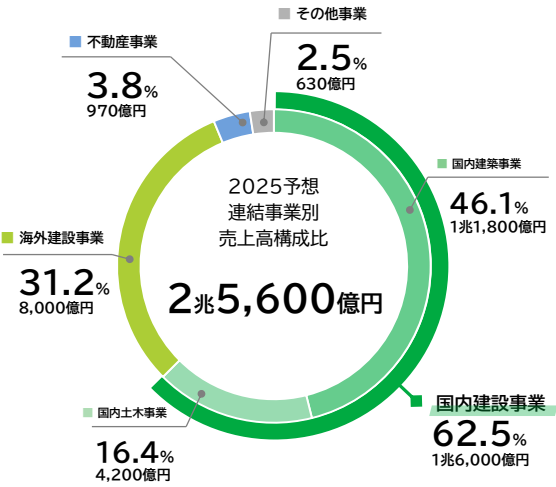 その他事業
2.5%
630億円
不動産事業
3.8%
970億円
国内建築事業
46.1%
1兆1,800億円
2025予想
連結事業別
売上高構成比
2兆5,600億円
海外建設事業
31.2%
8,000億円
国内土木事業
16.4%
4,200億円
国内建設事業
62.5%
1兆6,000億円